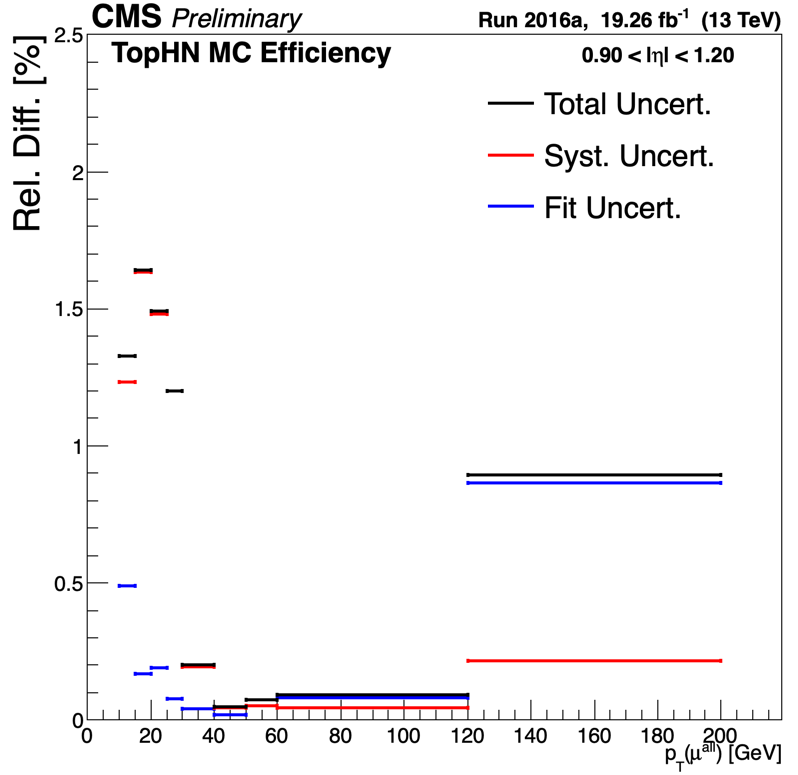 CMS Preliminary Run 2016a, 19.26 fb⁻¹ (13 TeV)
TopHN MC Efficiency 0.90 < |η| < 1.20
Total Uncert.
Syst. Uncert.
Fit Uncert.
Rel. Diff. [%]
2.5
2
1.5
1
0.5
0
0 20 40 60 80 100 120 140 160 180 200
p_T(μ^all) [GeV]